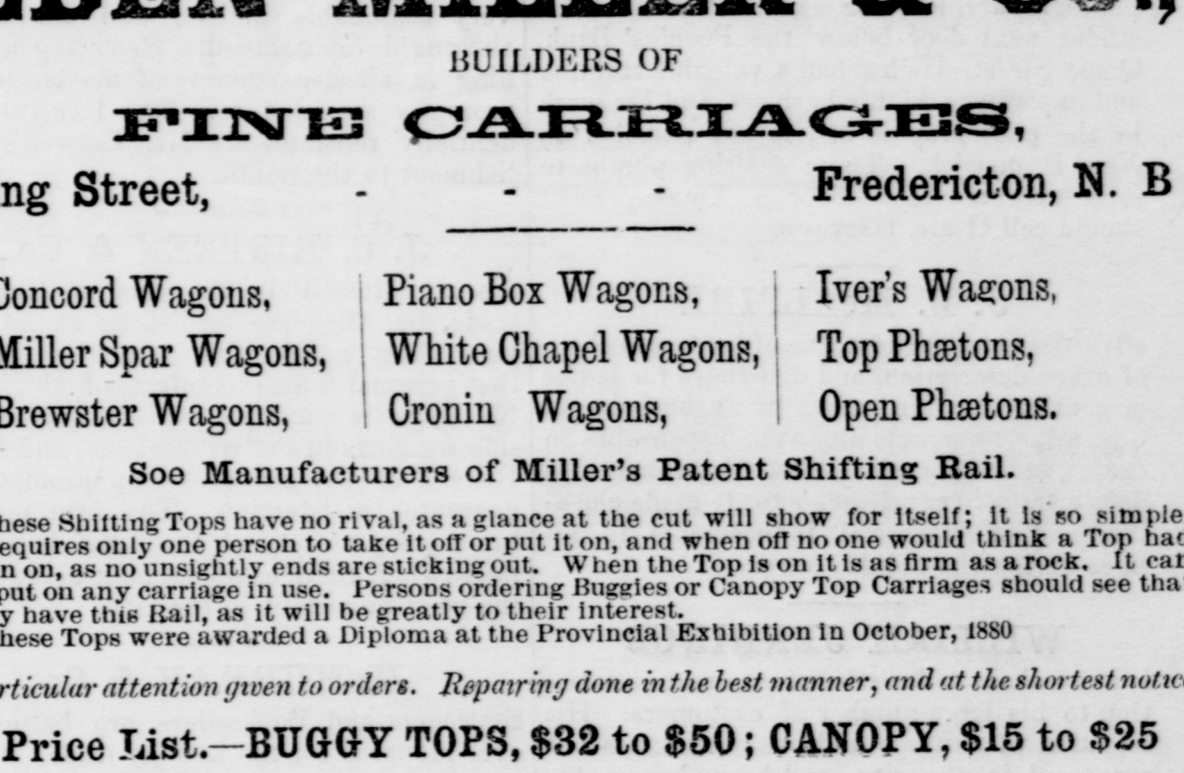 MILLER & Co.,
BUILDERS OF
FINE CARRIAGES,
ng Street, - - - Fredericton, N. B
Concord Wagons, Piano Box Wagons, Iver's Wagons,
Miller Spar Wagons, White Chapel Wagons, Top Phætons,
Brewster Wagons, Cronin Wagons, Open Phætons.
Soe Manufacturers of Miller's Patent Shifting Rail.
hese Shifting Tops have no rival, as a glance at the cut will show for itself; it is so simple
equires only one person to take it off or put it on, and when off no one would think a Top had
n on, as no unsightly ends are sticking out. When the Top is on it is as firm as a rock. It can
put on any carriage in use. Persons ordering Buggies or Canopy Top Carriages should see tha
y have this Rail, as it will be greatly to their interest.
hese Tops were awarded a Diploma at the Provincial Exhibition in October, 1880
rticular attention given to orders. Repairing done in the best manner, and at the shortest notice
Price List.—BUGGY TOPS, $32 to $50; CANOPY, $15 to $25